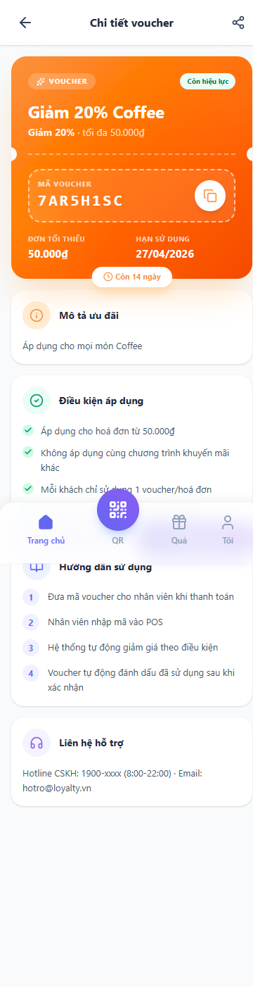 Chi tiết voucher
VOUCHER
Còn hiệu lực
Giảm 20% Coffee
Giảm 20% · tối đa 50.000₫
MÃ VOUCHER
7AR5H1SC
ĐƠN TỐI THIỂU
HẠN SỬ DỤNG
50.000₫
27/04/2026
Còn 14 ngày
Mô tả ưu đãi
Áp dụng cho mọi món Coffee
Điều kiện áp dụng
Áp dụng cho hoá đơn từ 50.000₫
Không áp dụng cùng chương trình khuyến mãi
khác
Mỗi khách chỉ sử dụng 1 voucher/hoá đơn
Trang chủ
QR
Quà
Tôi
Hướng dẫn sử dụng
1 Đưa mã voucher cho nhân viên khi thanh toán
2 Nhân viên nhập mã vào POS
3 Hệ thống tự động giảm giá theo điều kiện
4 Voucher tự động đánh dấu đã sử dụng sau khi
xác nhận
Liên hệ hỗ trợ
Hotline CSKH: 1900-xxxx (8:00-22:00) · Email:
hotro@loyalty.vn